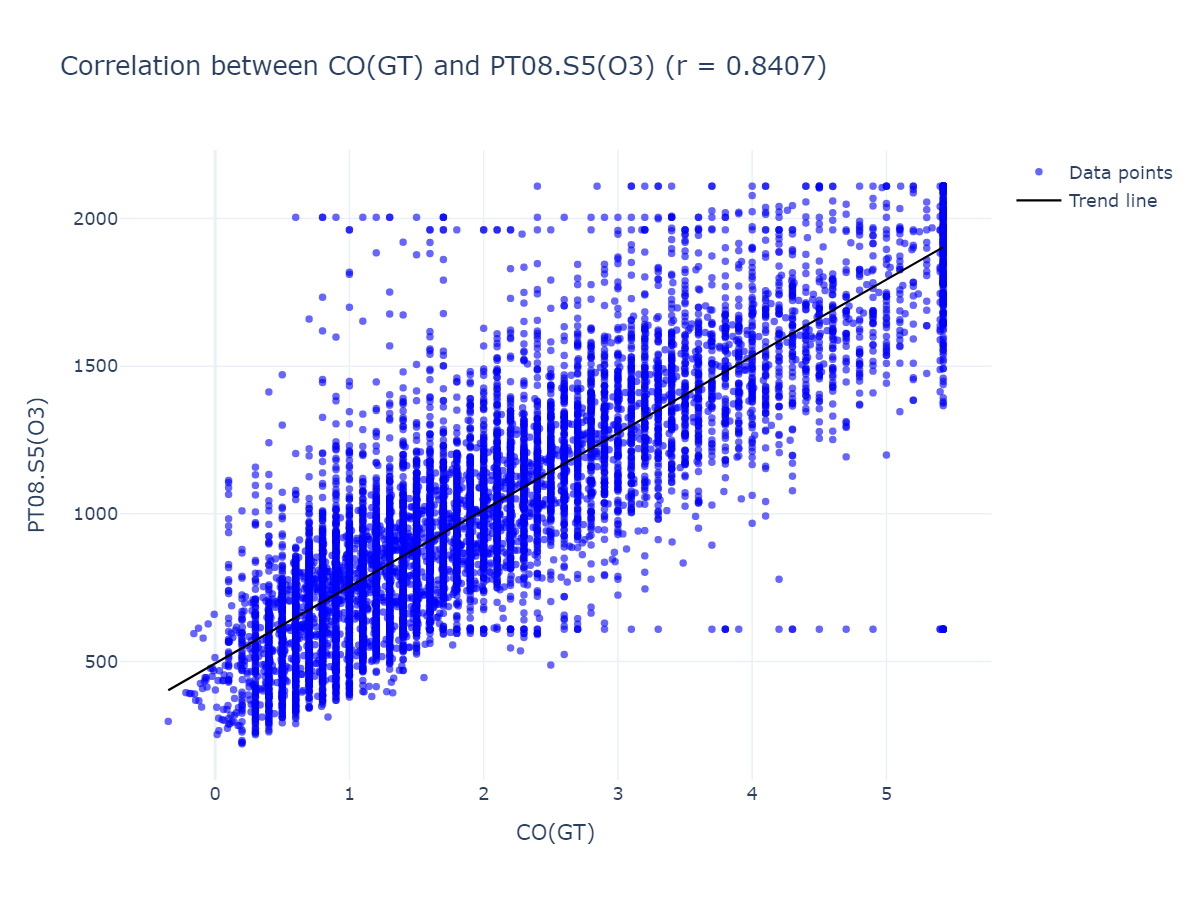 Correlation between CO(GT) and PT08.S5(O3) (r = 0.8407)
Data points
Trend line
2000
1500
1000
500
PT08.S5(O3)
0 1 2 3 4 5
CO(GT)